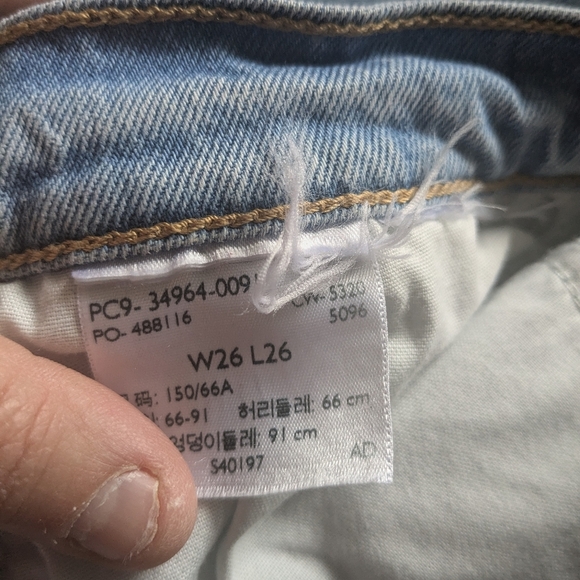 PC9- 34964-009
CW- 5320
PO- 488116
5096
W26 L26
码: 150/66A
66-91 허리둘레: 66 cm
엉덩이둘레: 91 cm
S40197
AD